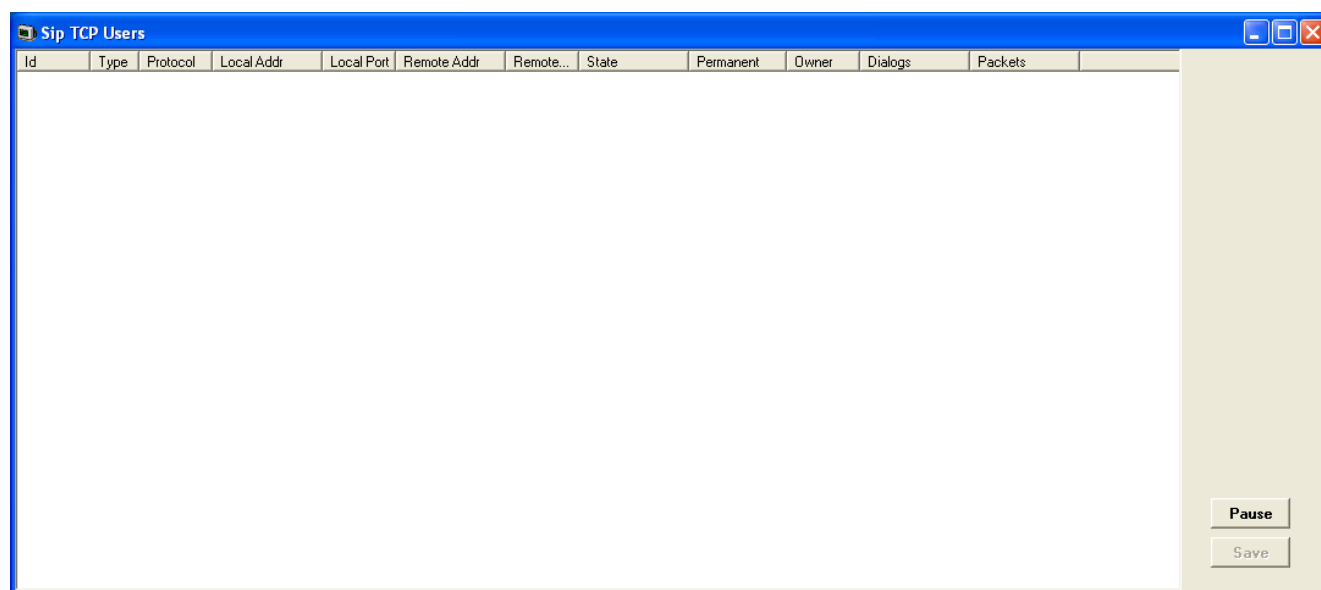 Sip TCP Users
Id Type Protocol Local Addr Local Port Remote Addr Remote... State Permanent Owner Dialogs Packets
Pause
Save